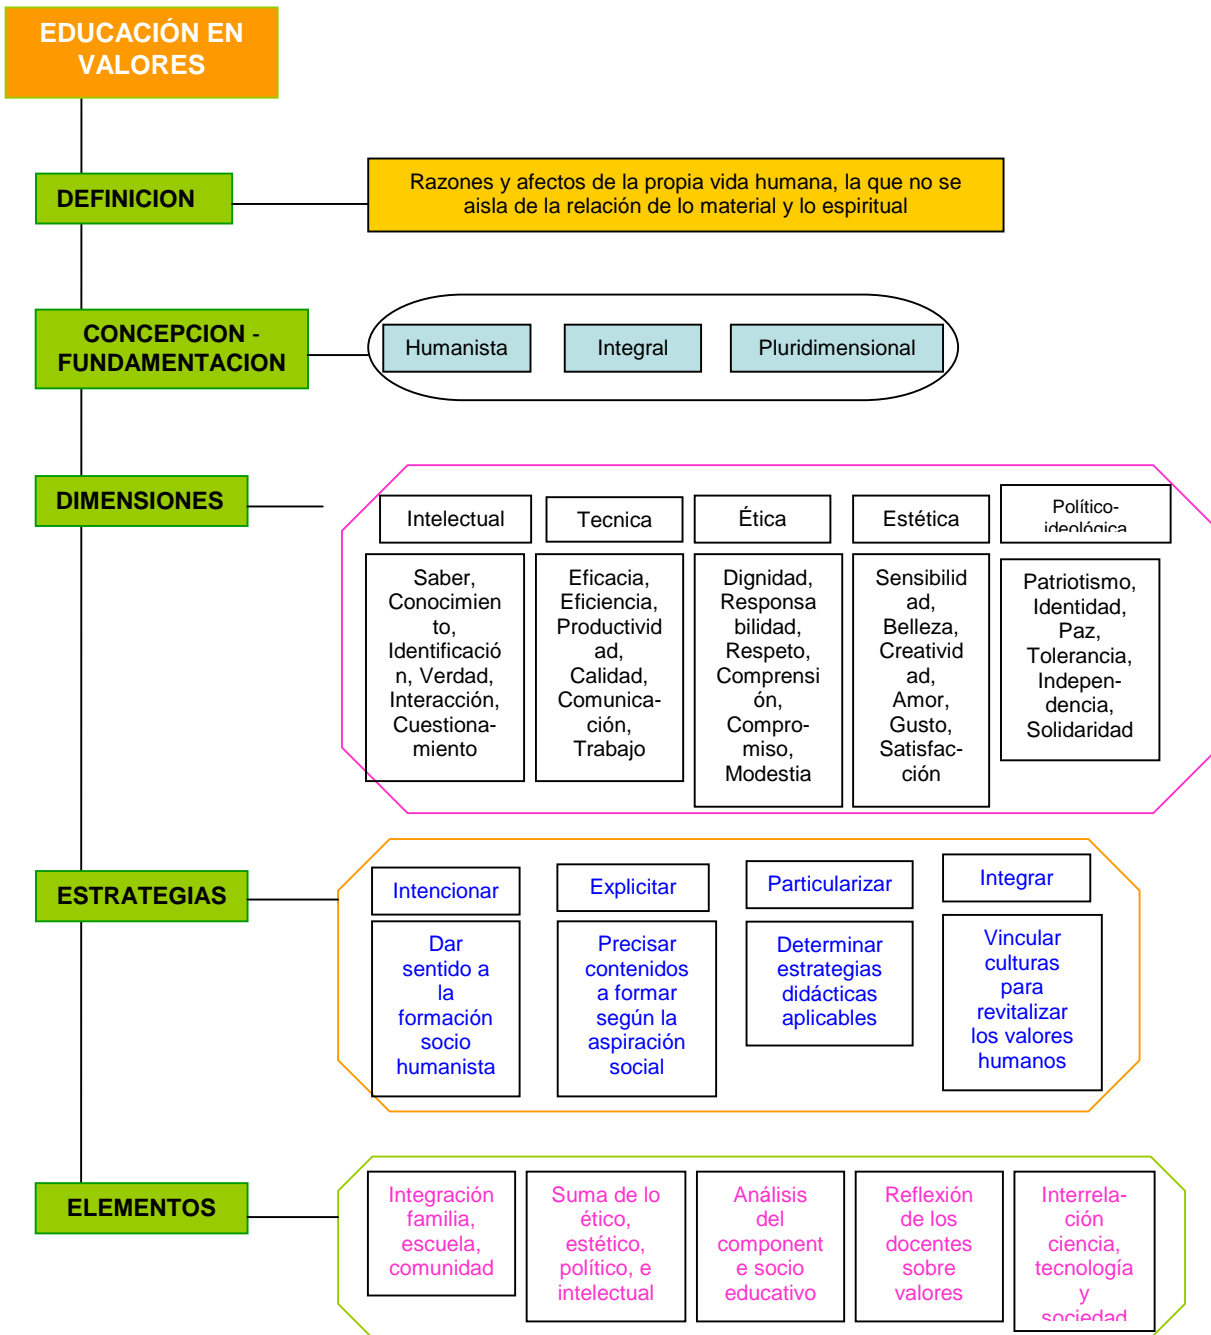 EDUCACIÓN EN
VALORES
DEFINICION
Razones y afectos de la propia vida humana, la que no se
aisla de la relación de lo material y lo espiritual
CONCEPCION -
FUNDAMENTACION
Humanista
Integral
Pluridimensional
DIMENSIONES
Intelectual
Saber,
Conocimien
to,
Identificació
n, Verdad,
Interacción,
Cuestiona-
miento
Tecnica
Eficacia,
Eficiencia,
Productivid
ad,
Calidad,
Comunica-
ción,
Trabajo
Ética
Dignidad,
Responsa
bilidad,
Respeto,
Comprensi
ón,
Compro-
miso,
Modestia
Estética
Sensibilid
ad,
Belleza,
Creativid
ad,
Amor,
Gusto,
Satisfac-
ción
Político-
ideológica
Patriotismo,
Identidad,
Paz,
Tolerancia,
Indepen-
dencia,
Solidaridad
ESTRATEGIAS
Intencionar
Dar
sentido a
la
formación
socio
humanista
Explicitar
Precisar
contenidos
a formar
según la
aspiración
social
Particularizar
Determinar
estrategias
didácticas
aplicables
Integrar
Vincular
culturas
para
revitalizar
los valores
humanos
ELEMENTOS
Integración
familia,
escuela,
comunidad
Suma de lo
ético,
estético,
político, e
intelectual
Análisis
del
component
e socio
educativo
Reflexión
de los
docentes
sobre
valores
Interrela-
ción
ciencia,
tecnología
y
sociedad